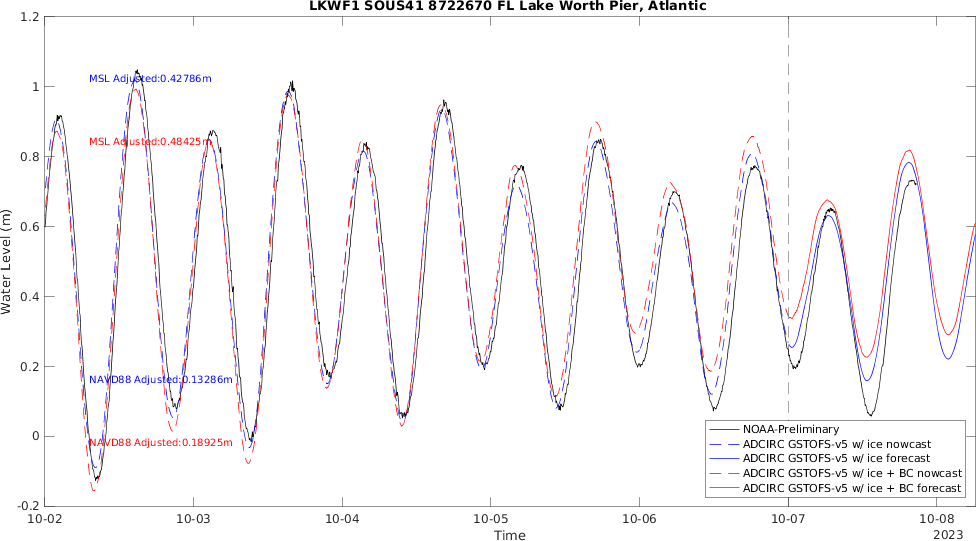 LKWF1 SOUS41 8722670 FL Lake Worth Pier, Atlantic
1.2
1
0.8
0.6
0.4
0.2
0
-0.2
Water Level (m)
MSL Adjusted:0.42786m
MSL Adjusted:0.48425m
NAVD88 Adjusted:0.13286m
NAVD88 Adjusted:0.18925m
NOAA-Preliminary
ADCIRC GSTOFS-v5 w/ ice nowcast
ADCIRC GSTOFS-v5 w/ ice forecast
ADCIRC GSTOFS-v5 w/ ice + BC nowcast
ADCIRC GSTOFS-v5 w/ ice + BC forecast
10-02 10-03 10-04 10-05 10-06 10-07 10-08
Time
2023